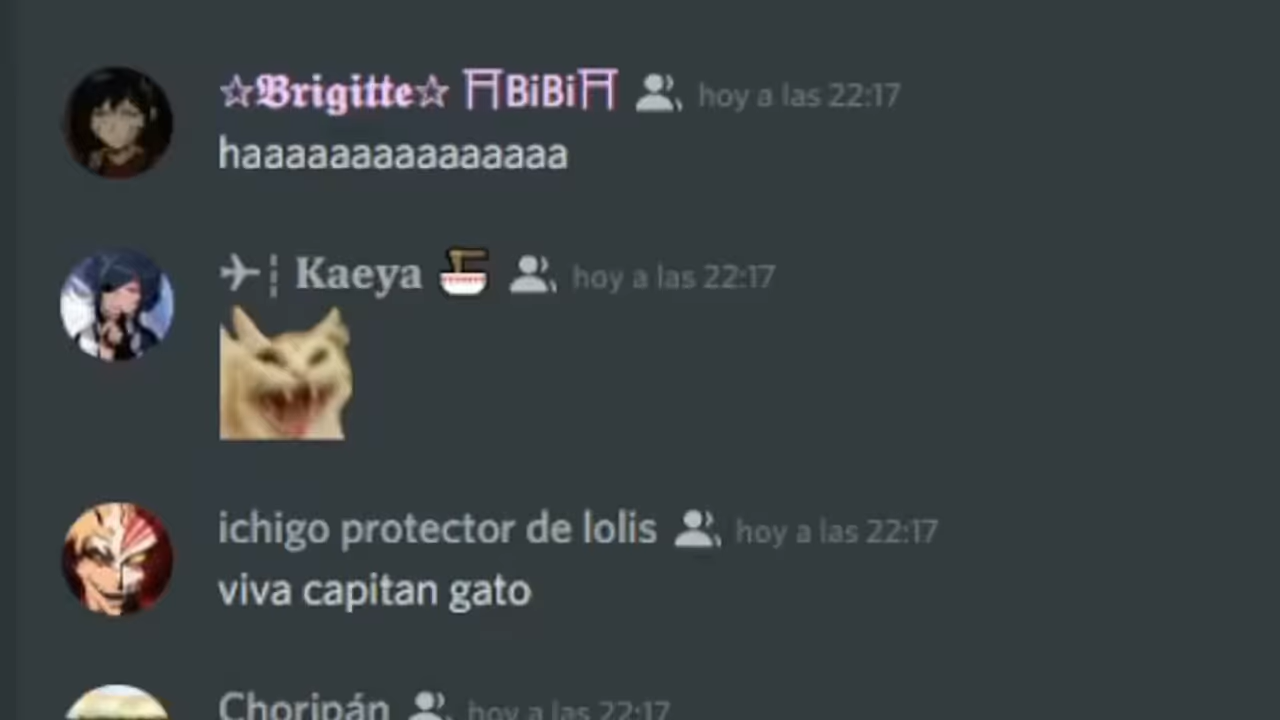 ☆𝕭𝖗𝖎𝖌𝖎𝖙𝖙𝖊☆ ⛩BiBi⛩ hoy a las 22:17
haaaaaaaaaaaaaaa
✈¦ Kaeya 🍜 hoy a las 22:17
ichigo protector de lolis hoy a las 22:17
viva capitan gato
Choripán hoy a las 22:17